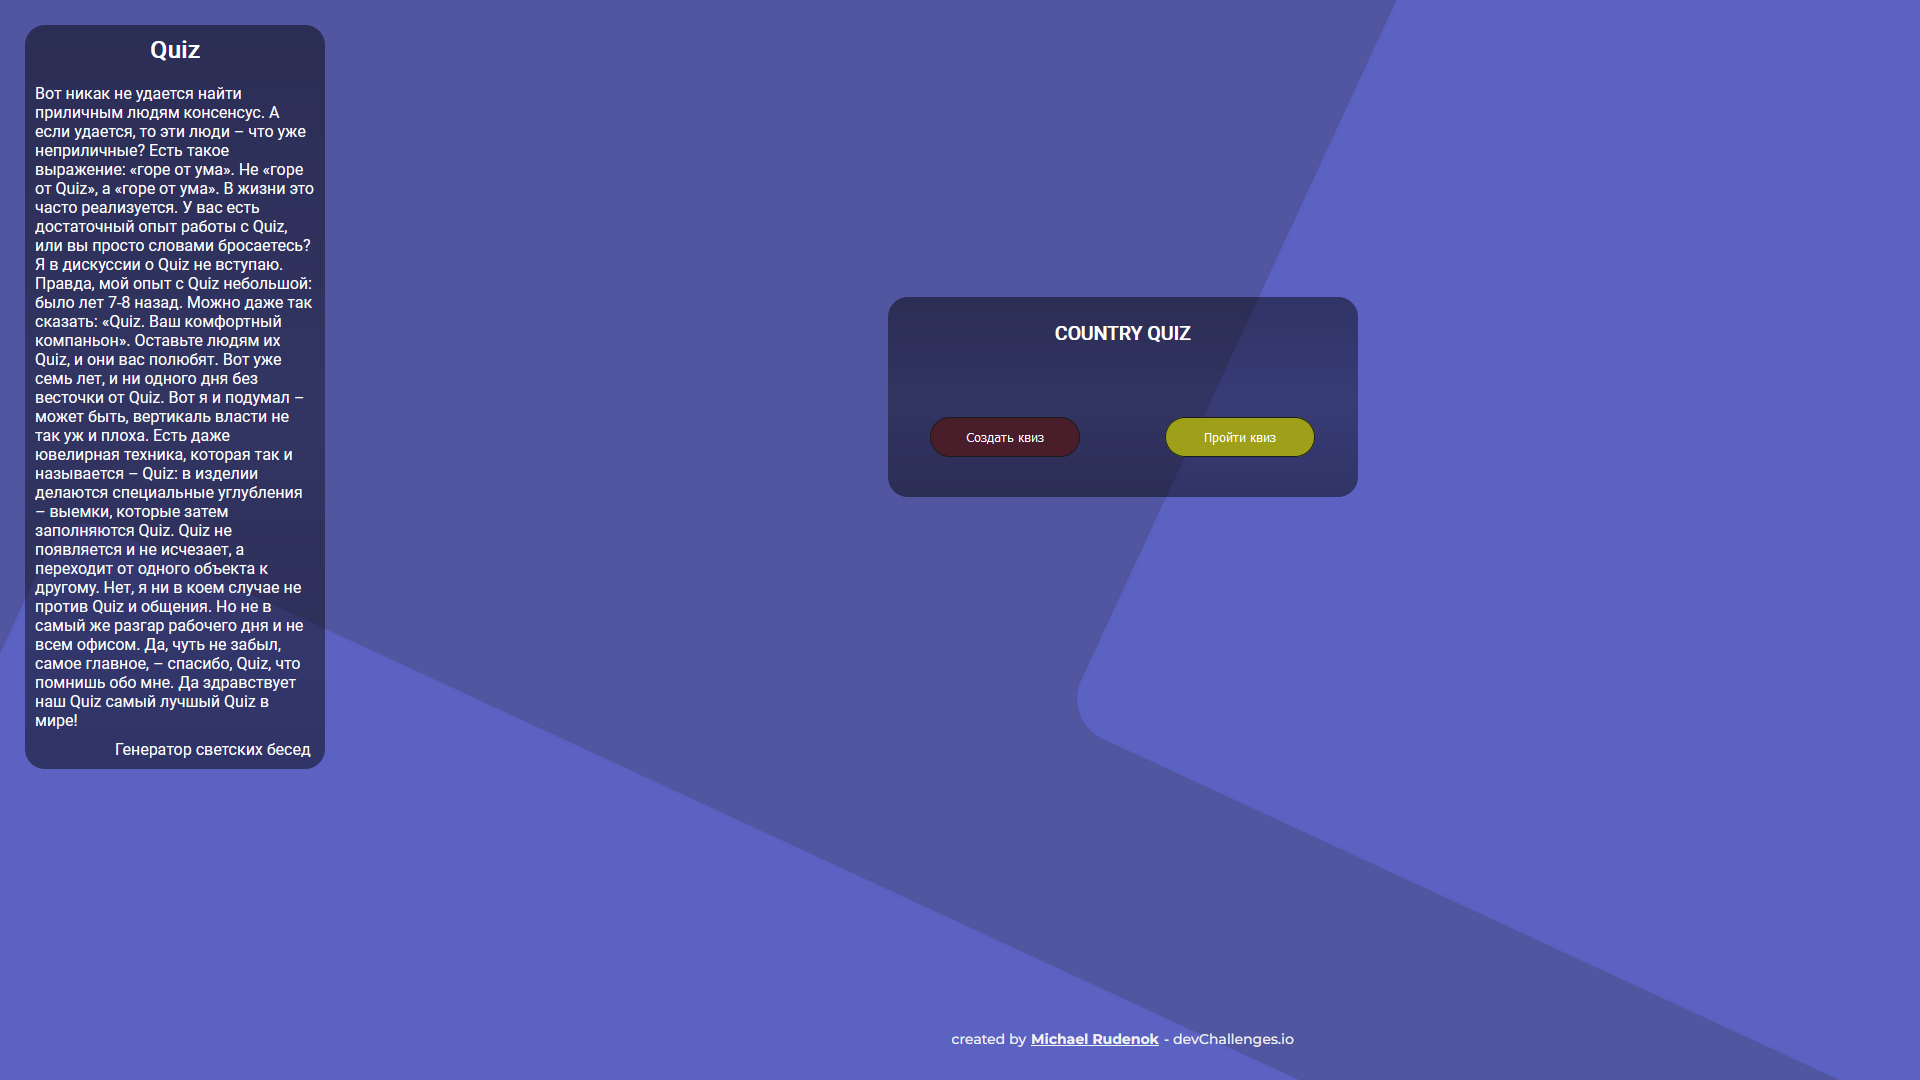 Quiz
Вот никак не удается найти
приличным людям консенсус. А
если удается, то эти люди – что уже
неприличные? Есть такое
выражение: «горе от ума». Не «горе
от Quiz», а «горе от ума». В жизни это
часто реализуется. У вас есть
достаточный опыт работы с Quiz,
или вы просто словами бросаетесь?
Я в дискуссии о Quiz не вступаю.
Правда, мой опыт с Quiz небольшой:
было лет 7-8 назад. Можно даже так
сказать: «Quiz. Ваш комфортный
компаньон». Оставьте людям их
Quiz, и они вас полюбят. Вот уже
семь лет, и ни одного дня без
весточки от Quiz. Вот я и подумал –
может быть, вертикаль власти не
так уж и плоха. Есть даже
ювелирная техника, которая так и
называется – Quiz: в изделии
делаются специальные углубления
– выемки, которые затем
заполняются Quiz. Quiz не
появляется и не исчезает, а
переходит от одного объекта к
другому. Нет, я ни в коем случае не
против Quiz и общения. Но не в
самый же разгар рабочего дня и не
всем офисом. Да, чуть не забыл,
самое главное, – спасибо, Quiz, что
помнишь обо мне. Да здравствует
наш Quiz самый лучшый Quiz в
мире!
Генератор светских бесед
COUNTRY QUIZ
Создать квиз
Пройти квиз
created by Michael Rudenok - devChallenges.io